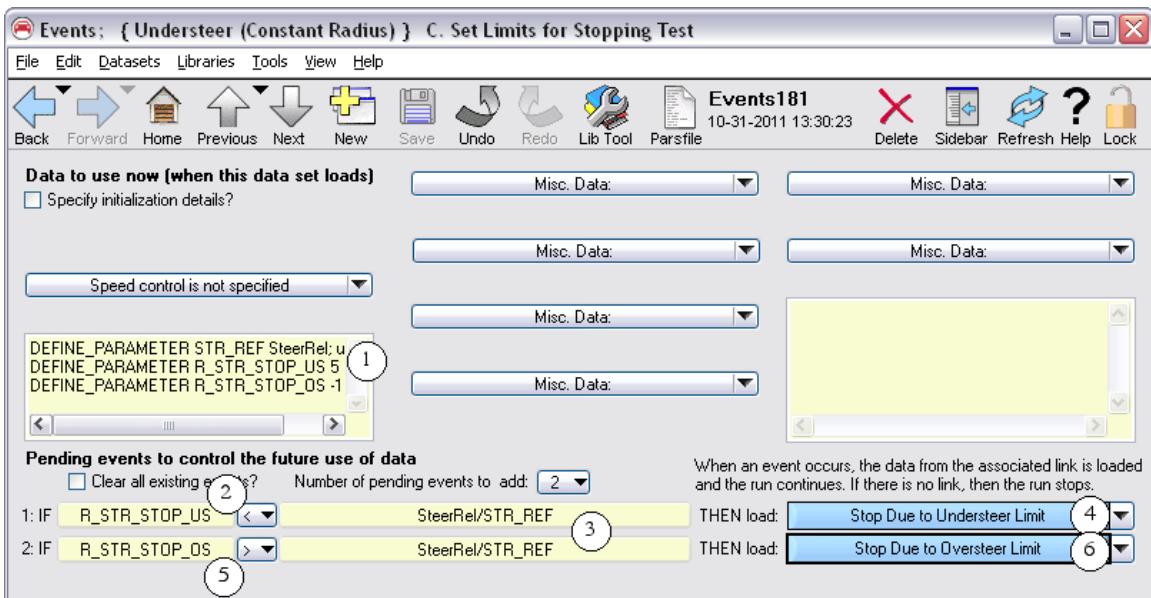 Events; { Understeer (Constant Radius) } C. Set Limits for Stopping Test
File Edit Datasets Libraries Tools View Help
Back Forward Home Previous Next New Save Undo Redo Lib Tool Parsfile Events181 10-31-2011 13:30:23 Delete Sidebar Refresh Help Lock
Data to use now (when this data set loads)
Specify initialization details?
Misc. Data: Misc. Data:
Misc. Data: Misc. Data:
Speed control is not specified
Misc. Data:
DEFINE_PARAMETER STR_REF SteerRel; u
DEFINE_PARAMETER R_STR_STOP_US 5
DEFINE_PARAMETER R_STR_STOP_OS -1
1
Misc. Data:
Pending events to control the future use of data
Clear all existing events? Number of pending events to add: 2
When an event occurs, the data from the associated link is loaded
and the run continues. If there is no link, then the run stops.
2
1: IF R_STR_STOP_US < SteerRel/STR_REF THEN load: Stop Due to Understeer Limit 4
3
2: IF R_STR_STOP_OS > SteerRel/STR_REF THEN load: Stop Due to Oversteer Limit 6
5